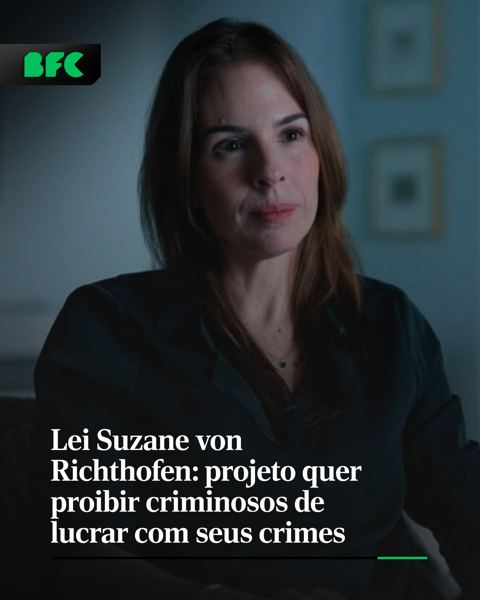 BFC
Lei Suzane von
Richthofen: projeto quer
proibir criminosos de
lucrar com seus crimes